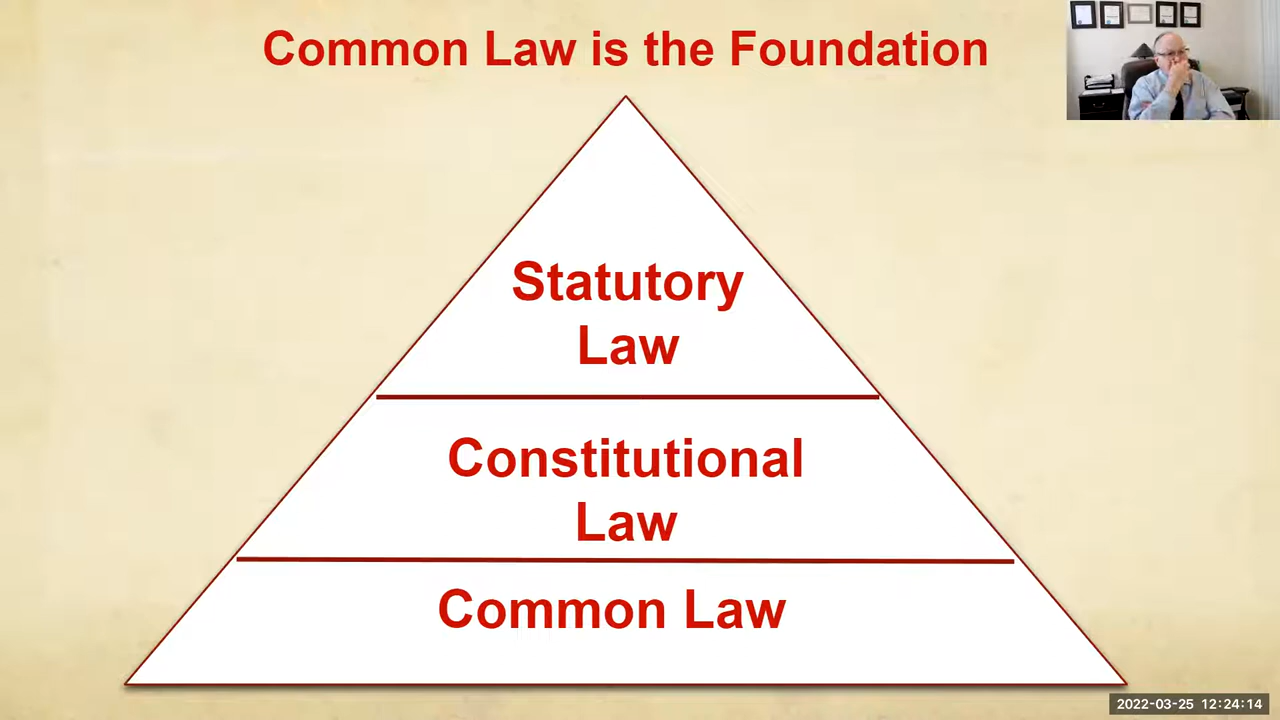 Common Law is the Foundation
Statutory
Law
Constitutional
Law
Common Law
2022-03-25 12:24:14